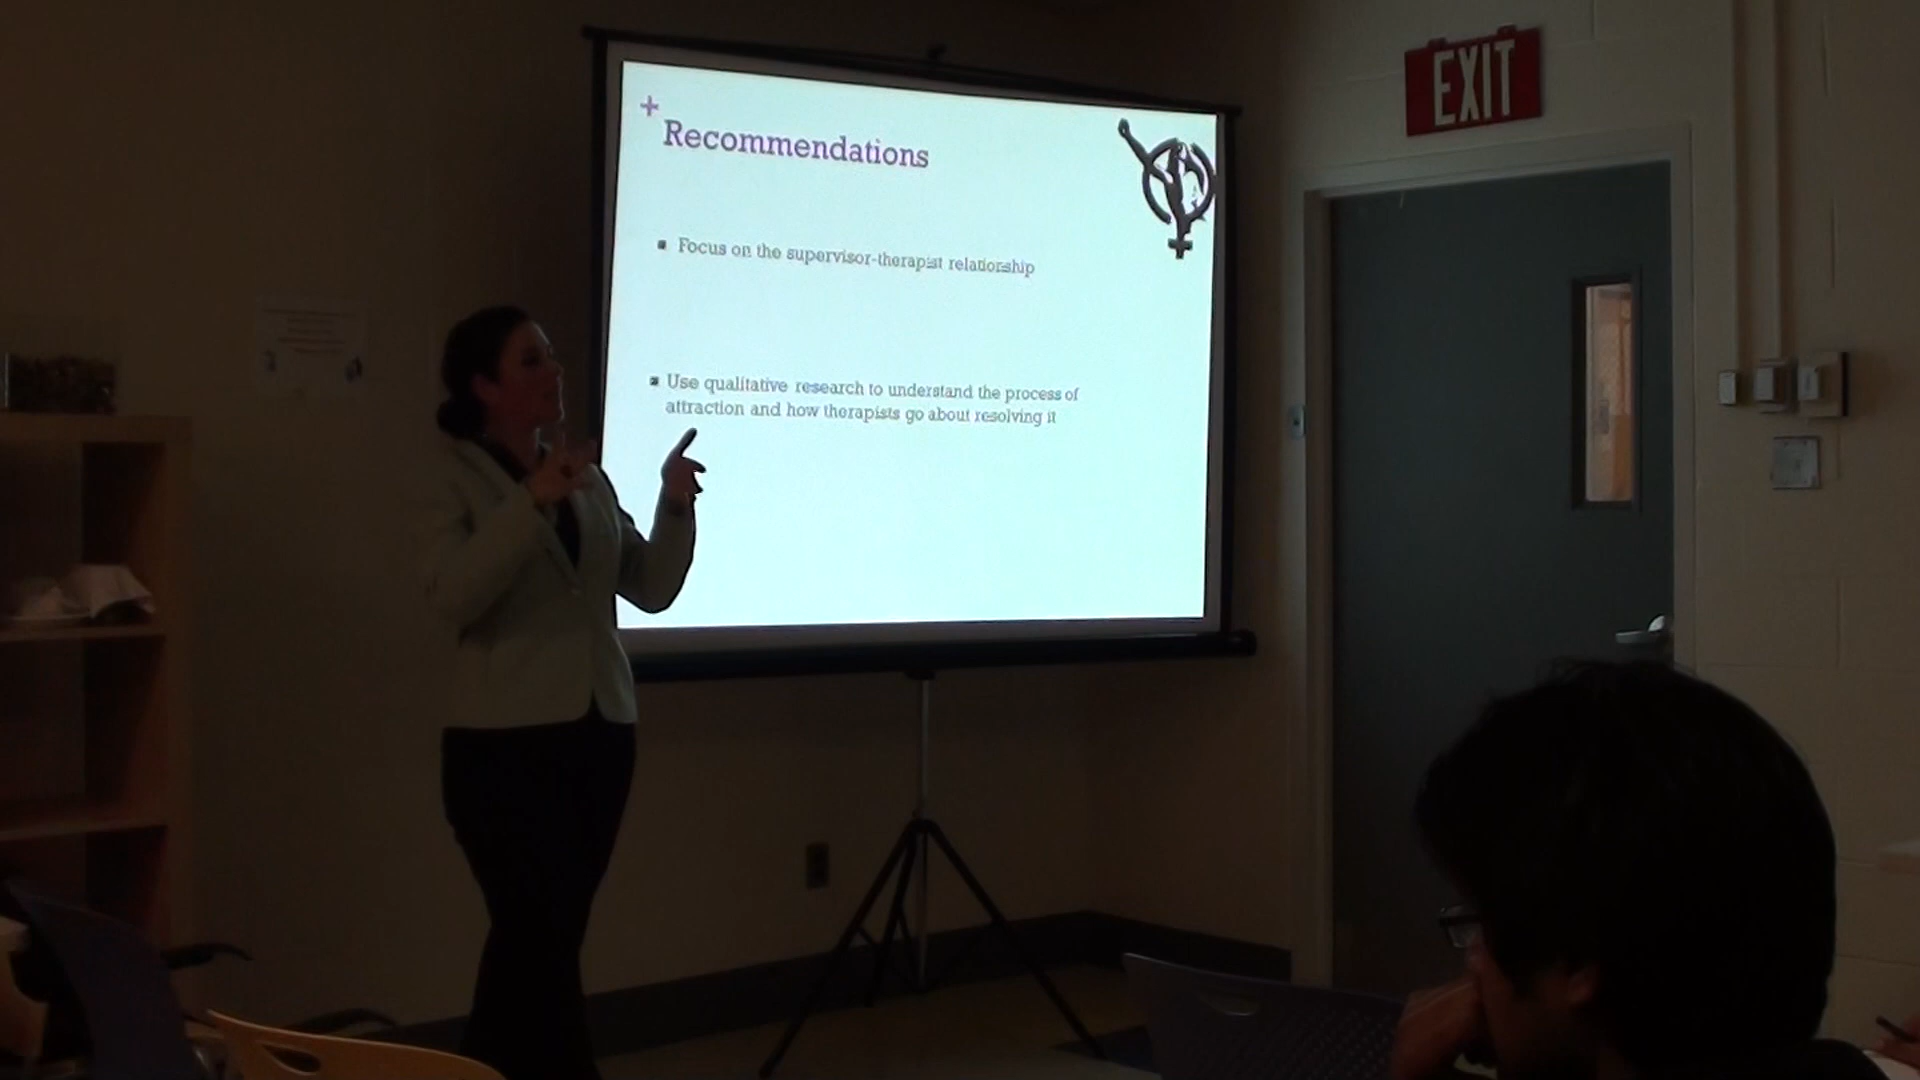 EXIT
+
Recommendations
▪ Focus on the supervisor-therapist relationship
▪ Use qualitative research to understand the process of
attraction and how therapists go about resolving it